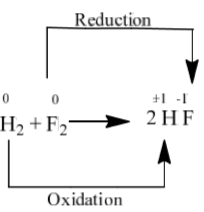 Reduction
0 0 +1 -1
H₂ + F₂ 2 H F
Oxidation